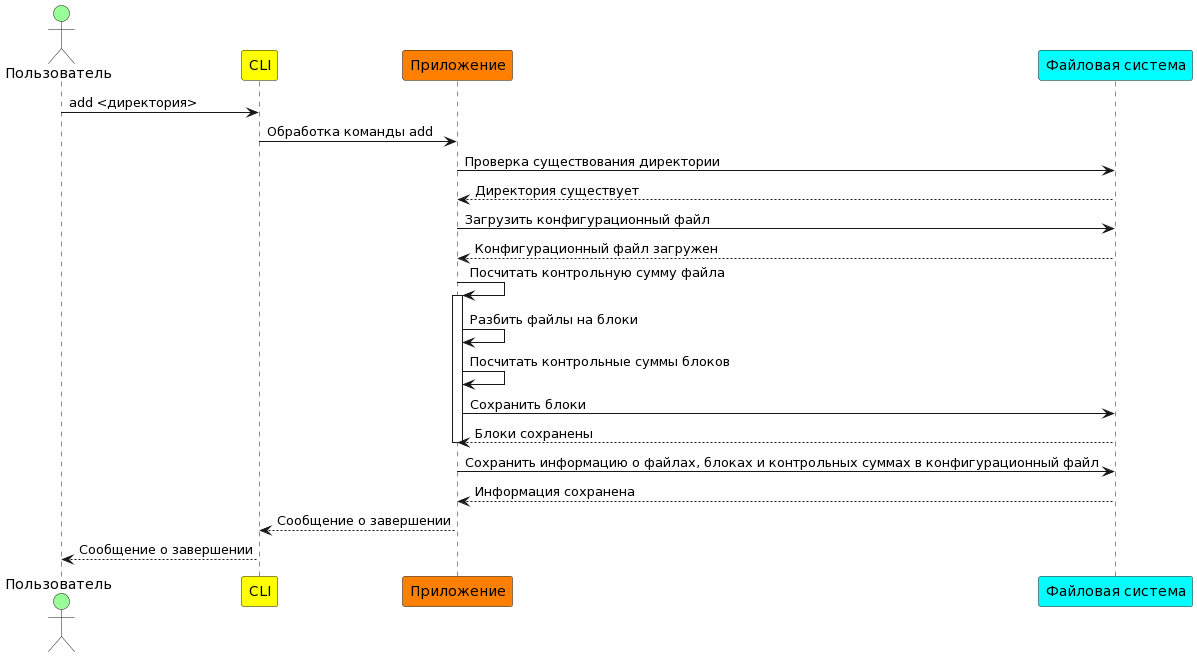 Пользователь
CLI
Приложение
Файловая система
add <директория>
Обработка команды add
Проверка существования директории
Директория существует
Загрузить конфигурационный файл
Конфигурационный файл загружен
Посчитать контрольную сумму файла
Разбить файлы на блоки
Посчитать контрольные суммы блоков
Сохранить блоки
Блоки сохранены
Сохранить информацию о файлах, блоках и контрольных суммах в конфигурационный файл
Информация сохранена
Сообщение о завершении
Сообщение о завершении
Пользователь
CLI
Приложение
Файловая система